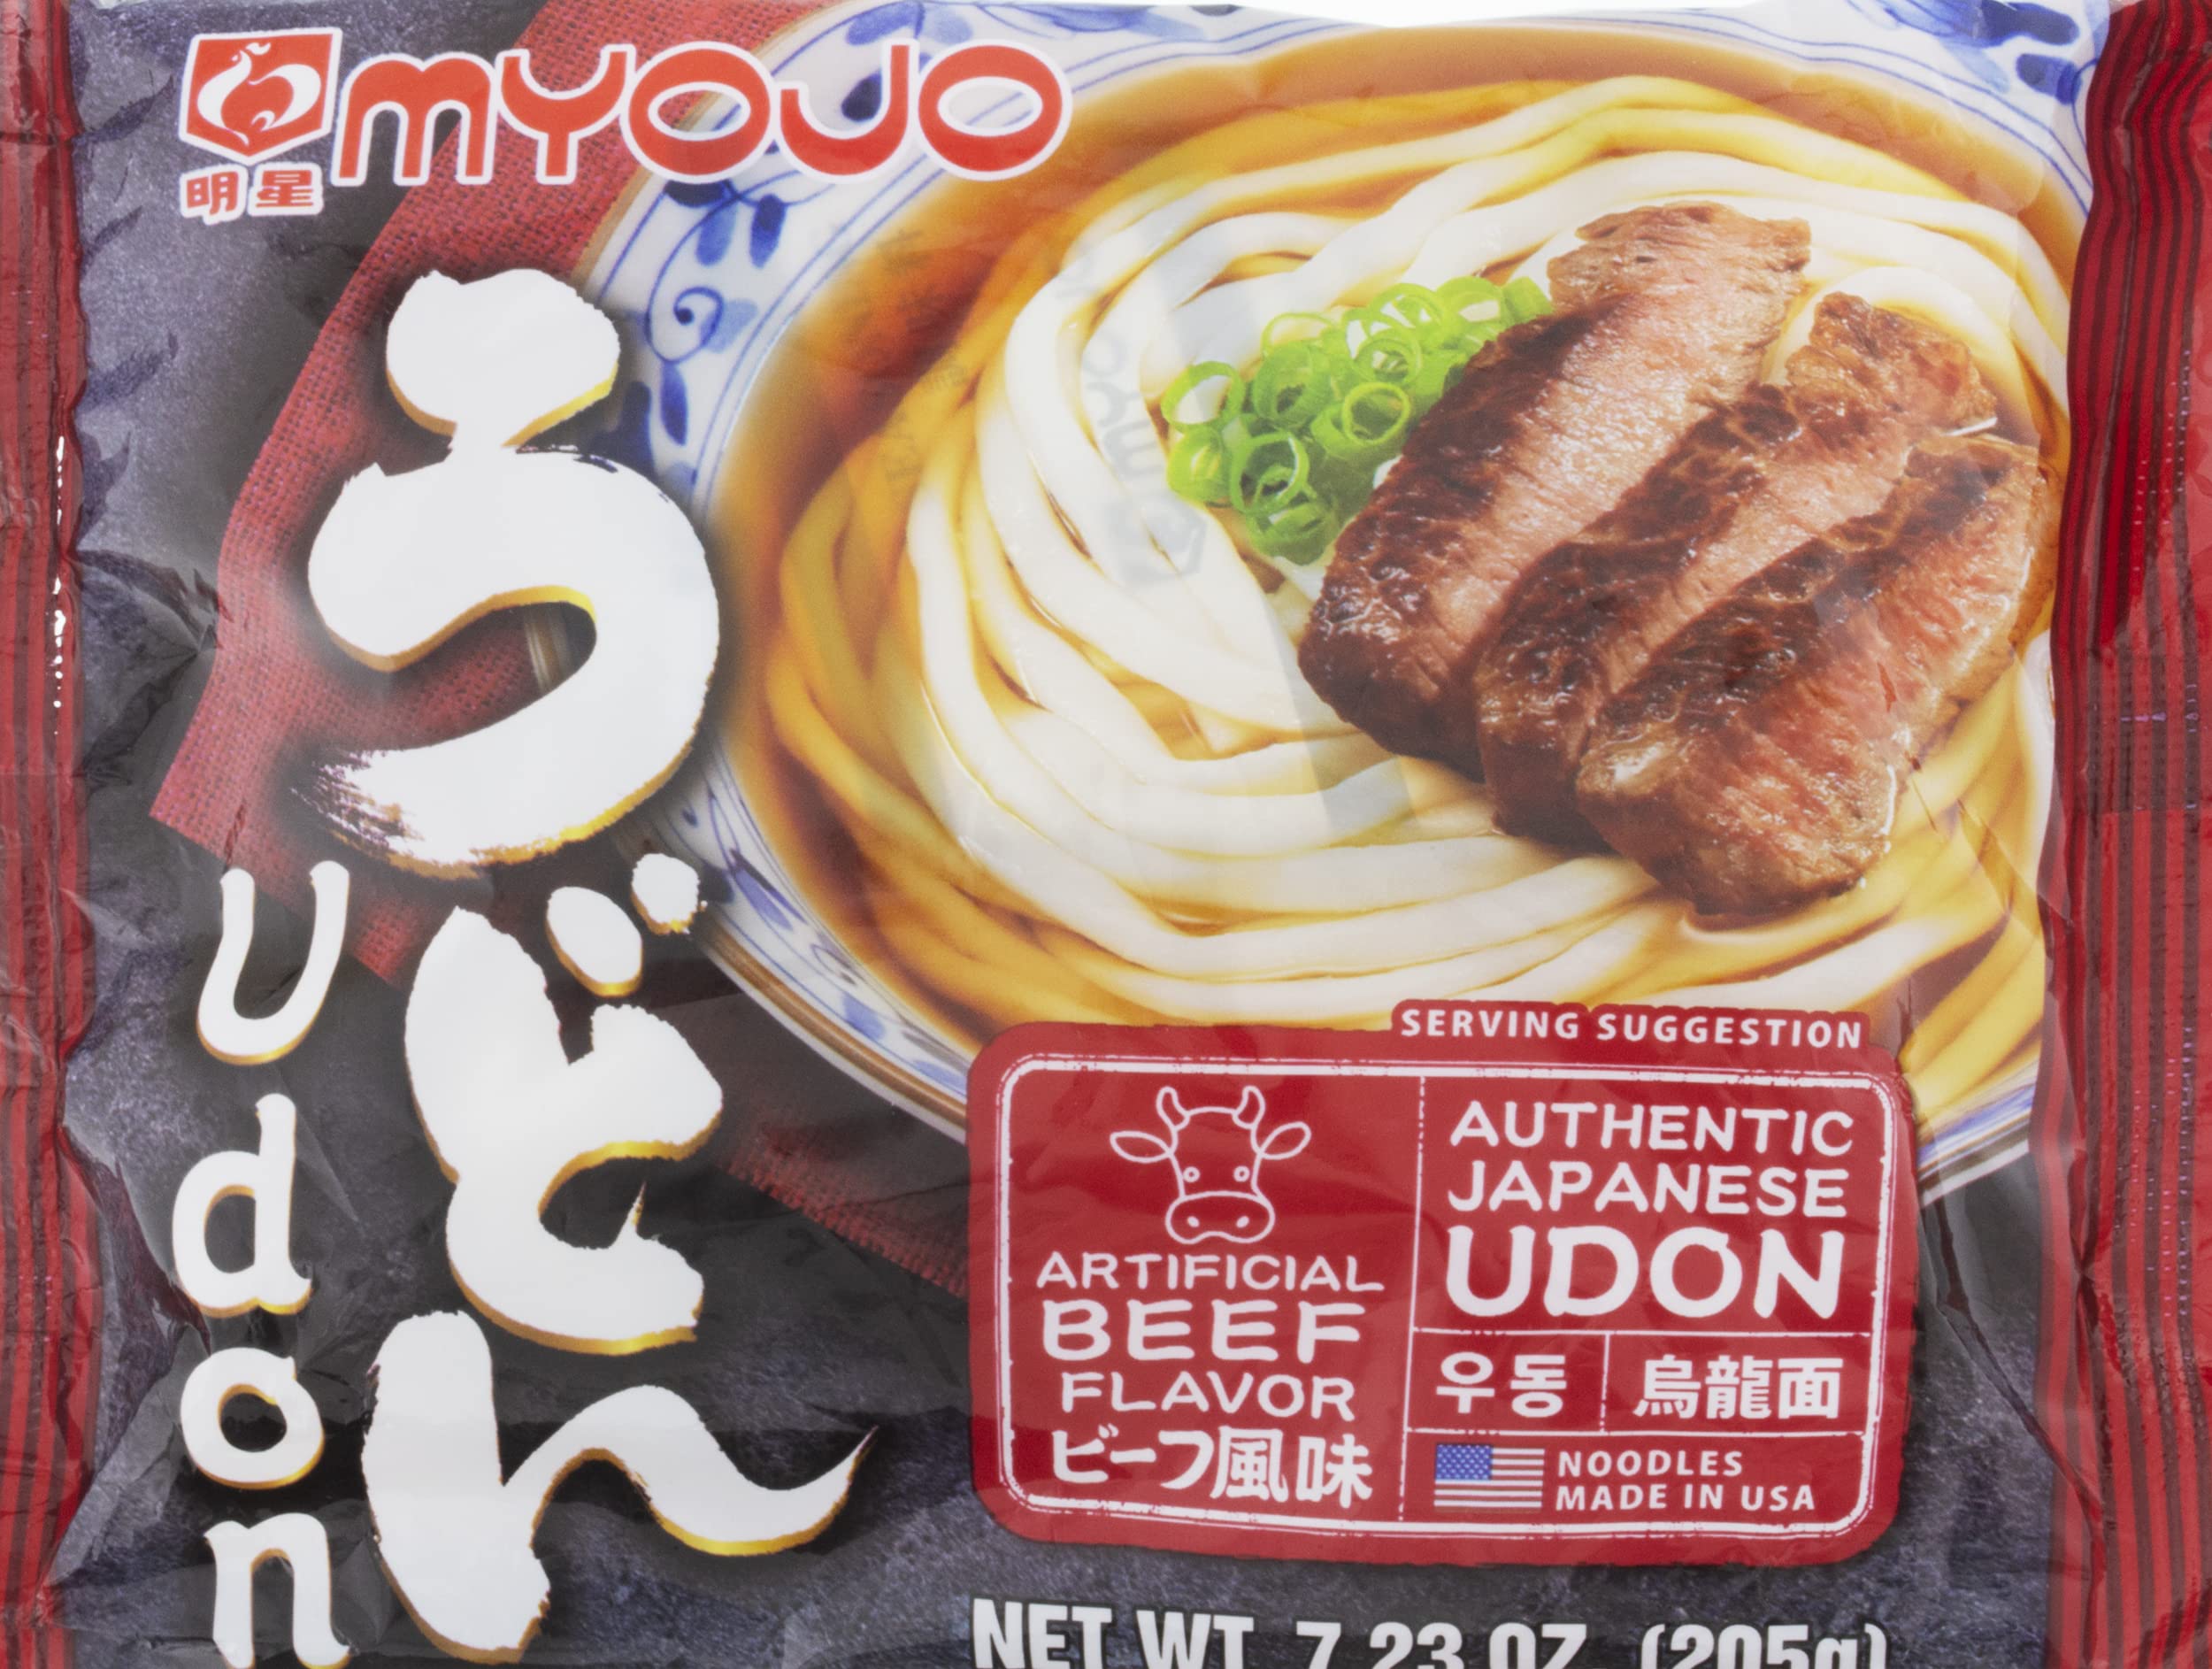 MYOJO
明星
うどん
udon
SERVING SUGGESTION
ARTIFICIAL
BEEF
FLAVOR
ビーフ風味
AUTHENTIC
JAPANESE
UDON
우동
烏龍面
NOODLES
MADE IN USA
NET WT. 7.23 OZ. (205g)